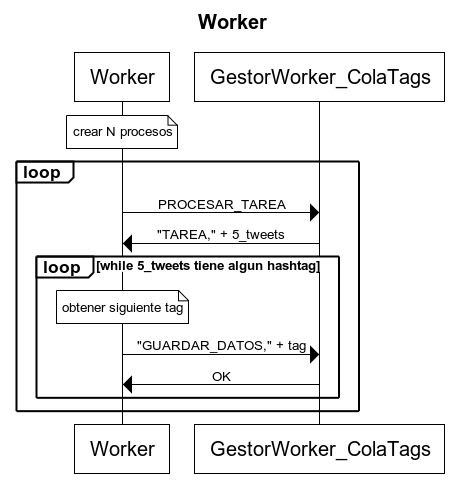 Worker
Worker
GestorWorker_ColaTags
crear N procesos
loop
PROCESAR_TAREA
"TAREA," + 5_tweets
loop
[while 5_tweets tiene algun hashtag]
obtener siguiente tag
"GUARDAR_DATOS," + tag
OK
Worker
GestorWorker_ColaTags